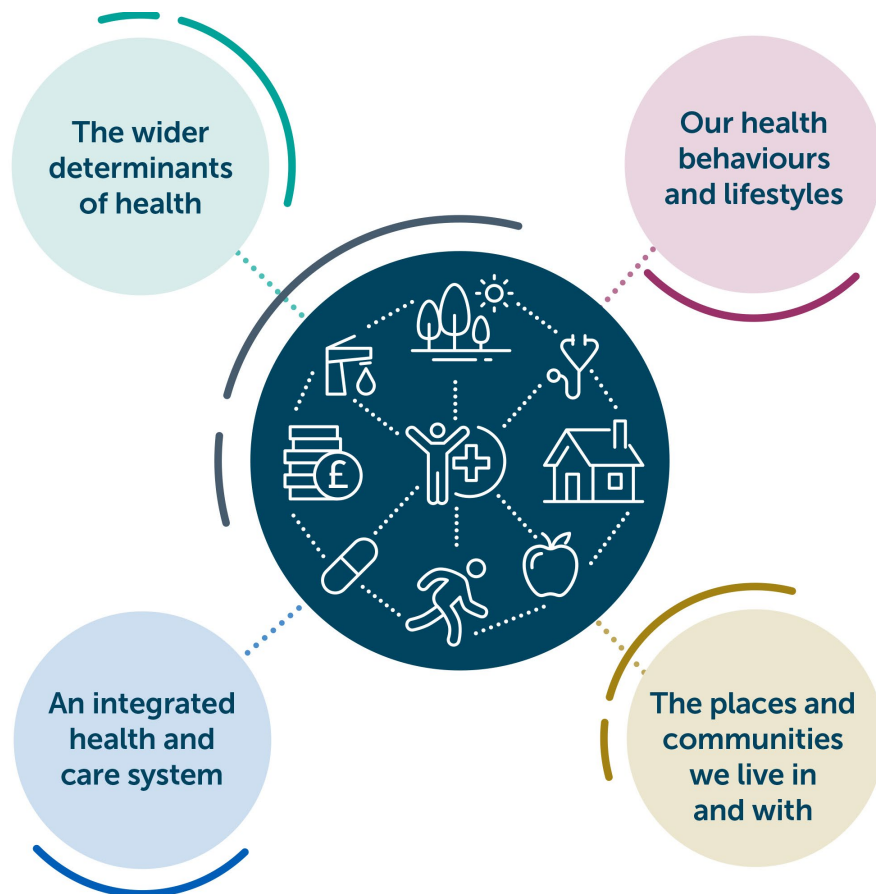 The wider
determinants
of health
Our health
behaviours
and lifestyles
£
An integrated
health and
care system
The places and
communities
we live in
and with